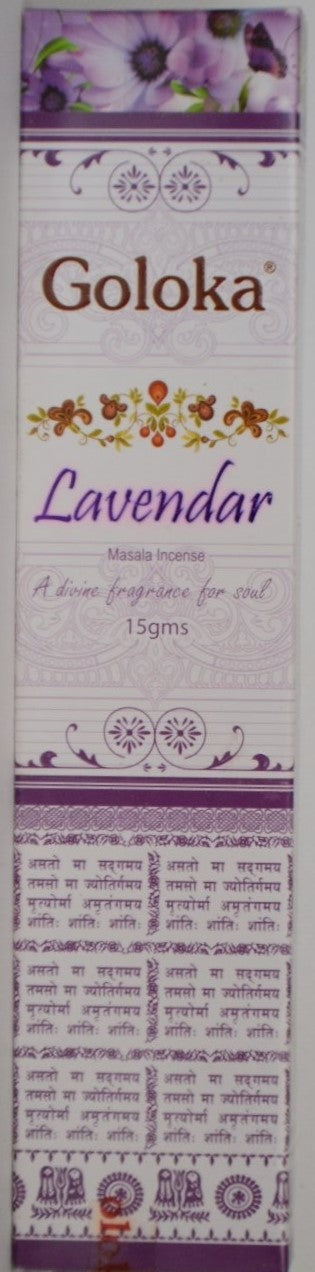 Goloka®
Lavendar
Masala Incense
A divine fragrance for soul
15gms
असतो मा सद्गमय
तमसो मा ज्योतिर्गमय
मृत्योर्मा अमृतंगमय
शांतिः शांतिः शांतिः
असतो मा सद्गमय
तमसो मा ज्योतिर्गमय
मृत्योर्मा अमृतंगमय
शांतिः शांतिः शांतिः
असतो मा सद्गमय
तमसो मा ज्योतिर्गमय
मृत्योर्मा अमृतंगमय
शांतिः शांतिः शांतिः
असतो मा सद्गमय
तमसो मा ज्योतिर्गमय
मृत्योर्मा अमृतंगमय
शांतिः शांतिः शांतिः
असतो मा सद्गमय
तमसो मा ज्योतिर्गमय
मृत्योर्मा अमृतंगमय
शांतिः शांतिः शांतिः
असतो मा सद्गमय
तमसो मा ज्योतिर्गमय
मृत्योर्मा अमृतंगमय
शांतिः शांतिः शांतिः